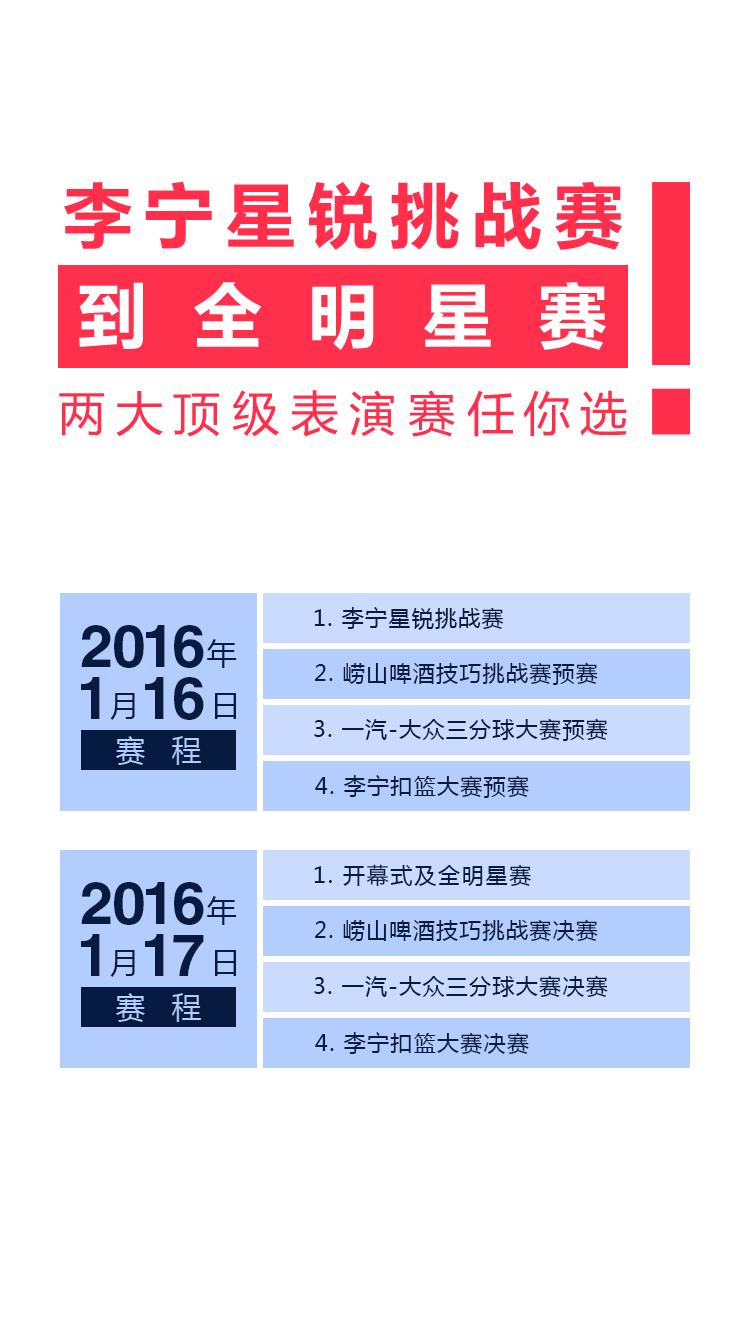 李宁星锐挑战赛
到全明星赛
两大顶级表演赛任你选
2016年
1月16日
赛程
1. 李宁星锐挑战赛
2. 崂山啤酒技巧挑战赛预赛
3. 一汽-大众三分球大赛预赛
4. 李宁扣篮大赛预赛
2016年
1月17日
赛程
1. 开幕式及全明星赛
2. 崂山啤酒技巧挑战赛决赛
3. 一汽-大众三分球大赛决赛
4. 李宁扣篮大赛决赛